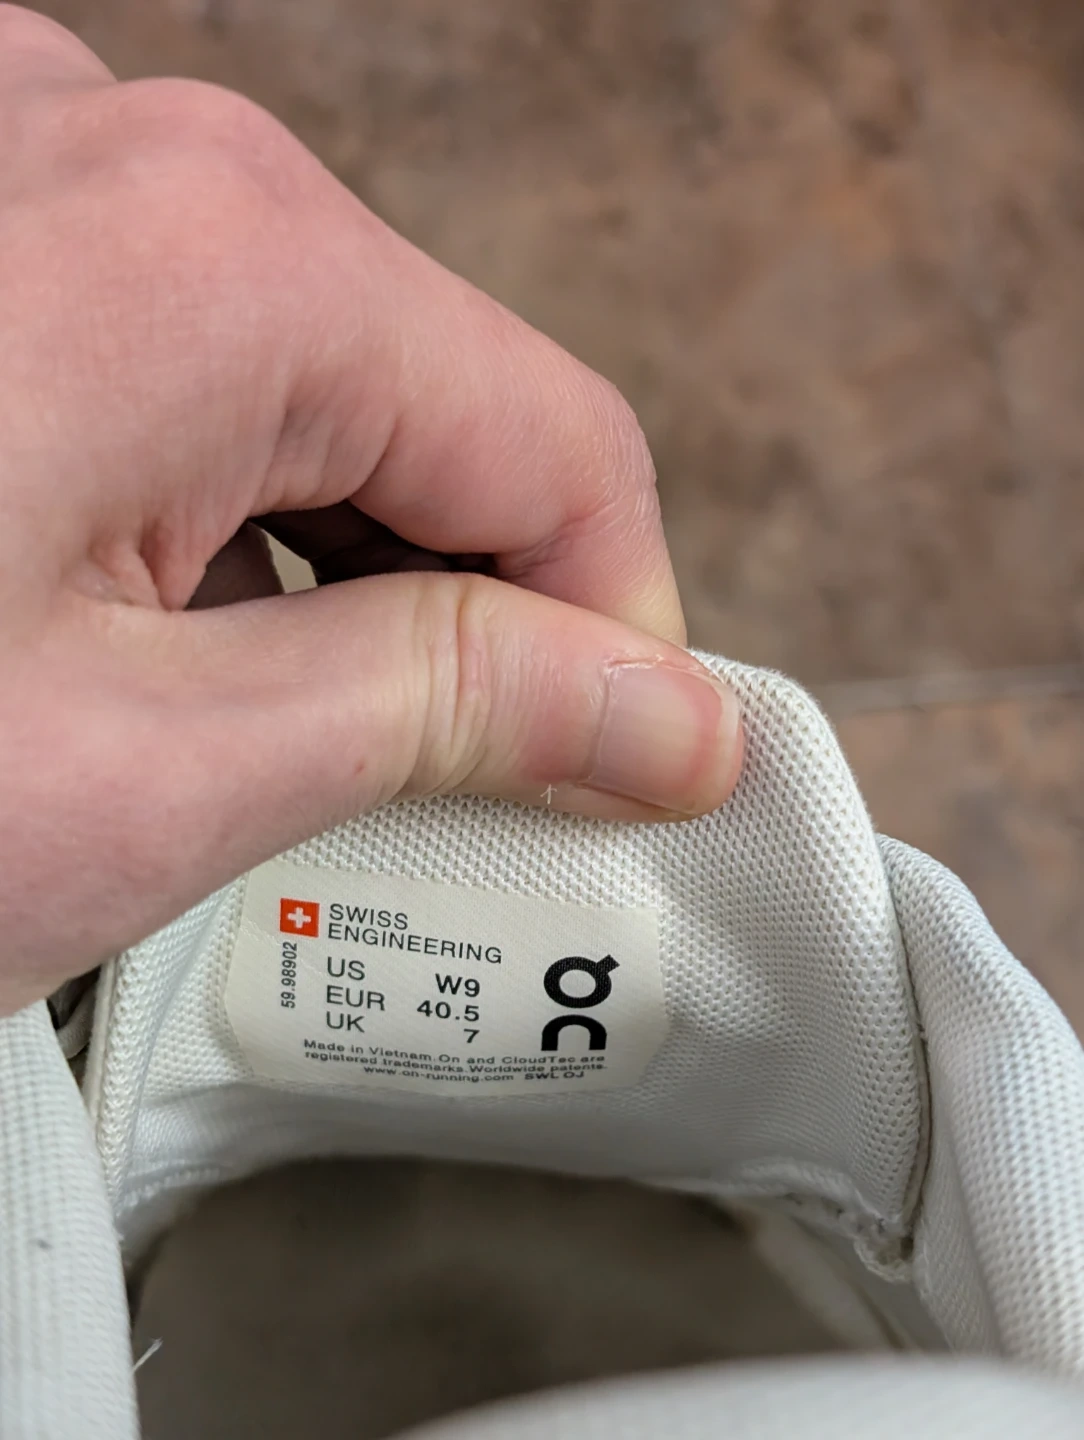 SWISS
ENGINEERING
59.98902
US W9
EUR 40.5
UK 7
Made in Vietnam.On and CloudTec are
registered trademarks.Worldwide patents.
www.on-running.com SWL OJ
On